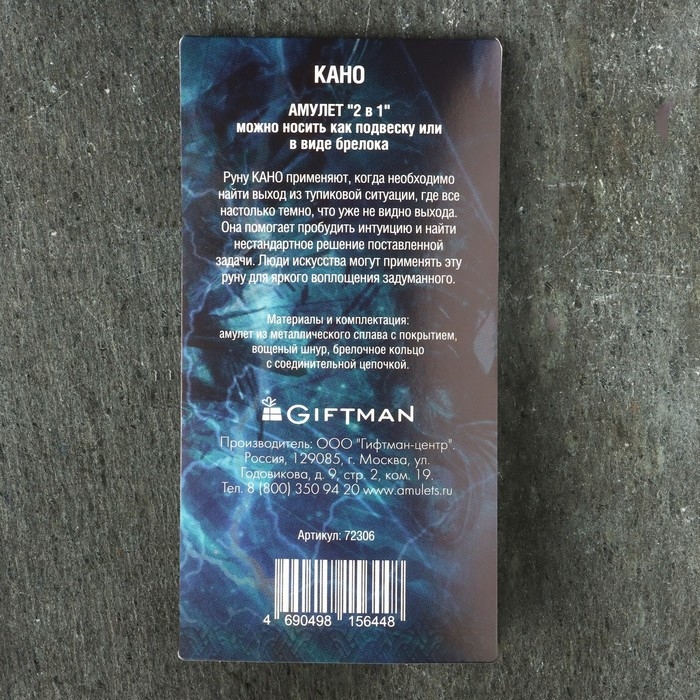 КАНО
АМУЛЕТ "2 в 1"
можно носить как подвеску или
в виде брелока
Руну КАНО применяют, когда необходимо
найти выход из тупиковой ситуации, где все
настолько темно, что уже не видно выхода.
Она помогает пробудить интуицию и найти
нестандартное решение поставленной
задачи. Люди искусства могут применять эту
руну для яркого воплощения задуманного.
Материалы и комплектация:
амулет из металлического сплава с покрытием,
вощеный шнур, брелочное кольцо
с соединительной цепочкой.
GIFTMAN
Производитель: ООО "Гифтман-центр".
Россия, 129085, г. Москва, ул.
Годовикова, д. 9, стр. 2, ком. 19.
Тел. 8 (800) 350 94 20 www.amulets.ru
Артикул: 72306
4 690498 156448